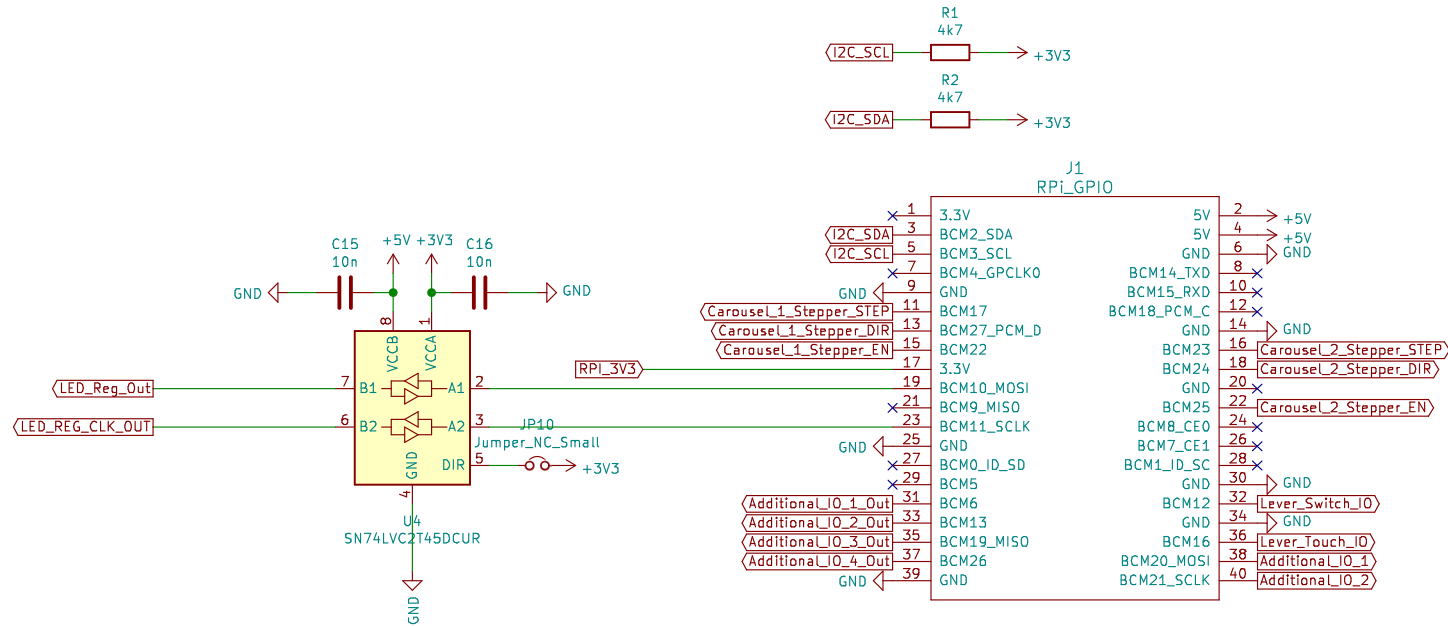 R1
4k7
I2C_SCL
+3V3
R2
4k7
I2C_SDA
+3V3
J1
RPi_GPIO
1 3.3V 5V 2 +5V
I2C_SDA 3 BCM2_SDA 5V 4 +5V
I2C_SCL 5 BCM3_SCL GND 6 GND
7 BCM4_GPCLK0 BCM14_TXD 8
GND 9 GND BCM15_RXD 10
Carousel_1_Stepper_STEP 11 BCM17 BCM18_PCM_C 12
Carousel_1_Stepper_DIR 13 BCM27_PCM_D GND 14 GND
Carousel_1_Stepper_EN 15 BCM22 BCM23 16 Carousel_2_Stepper_STEP
RPI_3V3 17 3.3V BCM24 18 Carousel_2_Stepper_DIR
19 BCM10_MOSI GND 20
21 BCM9_MISO BCM25 22 Carousel_2_Stepper_EN
23 BCM11_SCLK BCM8_CE0 24
GND 25 GND BCM7_CE1 26
27 BCM0_ID_SD BCM1_ID_SC 28
29 BCM5 GND 30 GND
Additional_IO_1_Out 31 BCM6 BCM12 32 Lever_Switch_IO
Additional_IO_2_Out 33 BCM13 GND 34 GND
Additional_IO_3_Out 35 BCM19_MISO BCM16 36 Lever_Touch_IO
Additional_IO_4_Out 37 BCM26 BCM20_MOSI 38 Additional_IO_1
GND 39 GND BCM21_SCLK 40 Additional_IO_2
C15 +5V +3V3 C16
10n 10n
GND GND
8 1
VCCB VCCA
LED_Reg_Out 7 B1 A1 2
LED_REG_CLK_OUT 6 B2 A2 3
JP10
Jumper_NC_Small
DIR 5 +3V3
GND
4
U4
SN74LVC2T45DCUR
GND